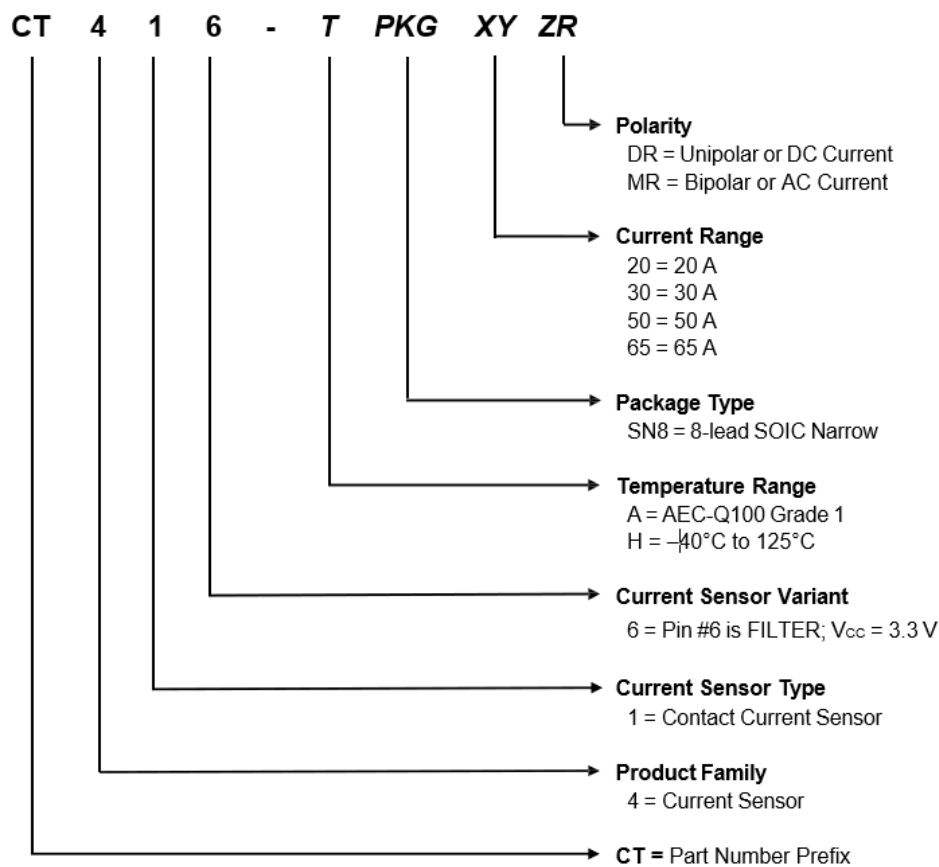 CT 4 1 6 - T PKG XY ZR
Polarity
DR = Unipolar or DC Current
MR = Bipolar or AC Current
Current Range
20 = 20 A
30 = 30 A
50 = 50 A
65 = 65 A
Package Type
SN8 = 8-lead SOIC Narrow
Temperature Range
A = AEC-Q100 Grade 1
H = –40°C to 125°C
Current Sensor Variant
6 = Pin #6 is FILTER; Vcc = 3.3 V
Current Sensor Type
1 = Contact Current Sensor
Product Family
4 = Current Sensor
CT = Part Number Prefix